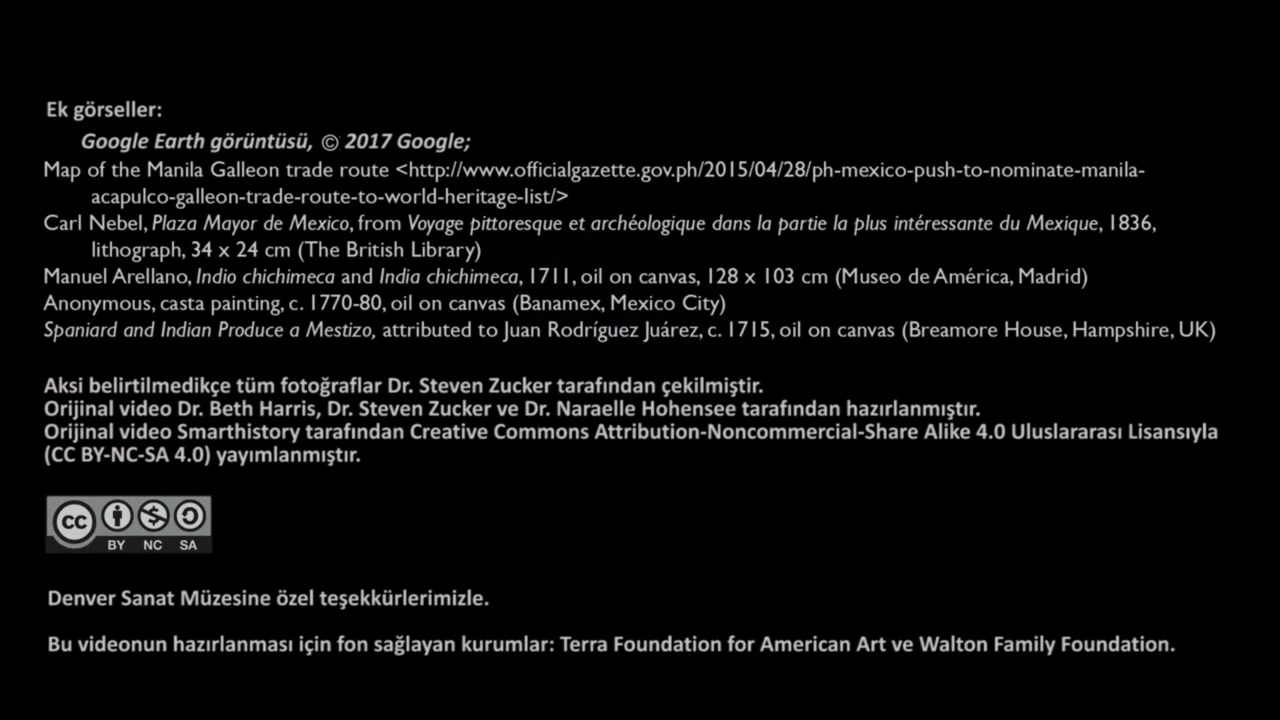 Ek görseller:
Google Earth görüntüsü, © 2017 Google;
Map of the Manila Galleon trade route <http://www.officialgazette.gov.ph/2015/04/28/ph-mexico-push-to-nominate-manila-
acapulco-galleon-trade-route-to-world-heritage-list/>
Carl Nebel, Plaza Mayor de Mexico, from Voyage pittoresque et archéologique dans la partie la plus intéressante du Mexique, 1836,
lithograph, 34 x 24 cm (The British Library)
Manuel Arellano, Indio chichimeca and India chichimeca, 1711, oil on canvas, 128 x 103 cm (Museo de América, Madrid)
Anonymous, casta painting, c. 1770-80, oil on canvas (Banamex, Mexico City)
Spaniard and Indian Produce a Mestizo, attributed to Juan Rodríguez Juárez, c. 1715, oil on canvas (Breamore House, Hampshire, UK)
Aksi belirtilmedikçe tüm fotoğraflar Dr. Steven Zucker tarafından çekilmiştir.
Orijinal video Dr. Beth Harris, Dr. Steven Zucker ve Dr. Naraelle Hohensee tarafından hazırlanmıştır.
Orijinal video Smarthistory tarafından Creative Commons Attribution-Noncommercial-Share Alike 4.0 Uluslararası Lisansıyla
(CC BY-NC-SA 4.0) yayımlanmıştır.
cc
BY NC SA
Denver Sanat Müzesine özel teşekkürlerimizle.
Bu videonun hazırlanması için fon sağlayan kurumlar: Terra Foundation for American Art ve Walton Family Foundation.